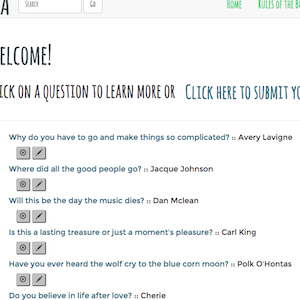 A Search Go Home Rules of the B
elcome!
ick on a question to learn more or Click here to submit yo
Why do you have to go and make things so complicated? :: Avery Lavigne
Where did all the good people go? :: Jacque Johnson
Will this be the day the music dies? :: Dan Mclean
Is this a lasting treasure or just a moment's pleasure? :: Carl King
Have you ever heard the wolf cry to the blue corn moon? :: Polk O'Hontas
Do you believe in life after love? :: Cherie